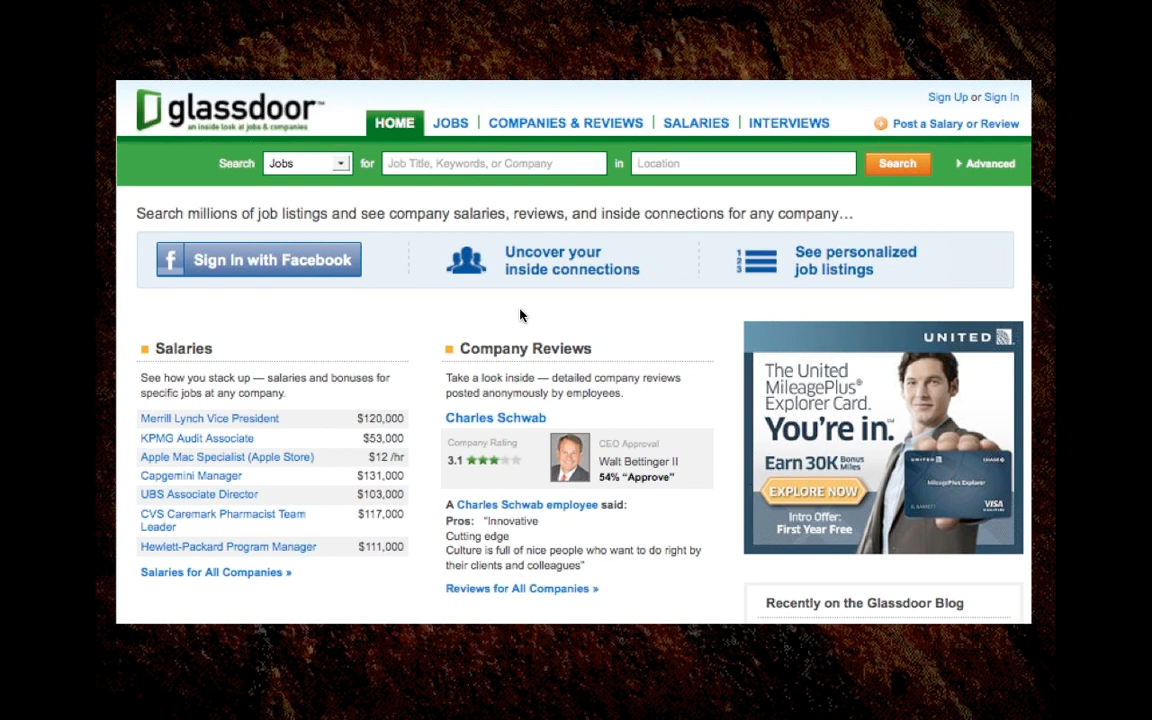 glassdoor™
an inside look at jobs & companies
Sign Up or Sign In
HOME JOBS COMPANIES & REVIEWS SALARIES INTERVIEWS
Post a Salary or Review
Search Jobs for Job Title, Keywords, or Company in Location Search Advanced
Search millions of job listings and see company salaries, reviews, and inside connections for any company…
f Sign In with Facebook
Uncover your
inside connections
1
2
3
See personalized
job listings
Salaries
See how you stack up — salaries and bonuses for
specific jobs at any company.
Merrill Lynch Vice President $120,000
KPMG Audit Associate $53,000
Apple Mac Specialist (Apple Store) $12 /hr
Capgemini Manager $131,000
UBS Associate Director $103,000
CVS Caremark Pharmacist Team
Leader $117,000
Hewlett-Packard Program Manager $111,000
Salaries for All Companies »
Company Reviews
Take a look inside — detailed company reviews
posted anonymously by employees.
Charles Schwab
Company Rating
3.1
CEO Approval
Walt Bettinger II
54% “Approve”
A Charles Schwab employee said:
Pros: “Innovative
Cutting edge
Culture is full of nice people who want to do right by
their clients and colleagues”
Reviews for All Companies »
UNITED
The United
MileagePlus®
Explorer Card.
You're in.
Earn 30K Bonus Miles
EXPLORE NOW
Intro Offer:
First Year Free
UNITED CHASE
MileagePlus Explorer
VISA
Recently on the Glassdoor Blog